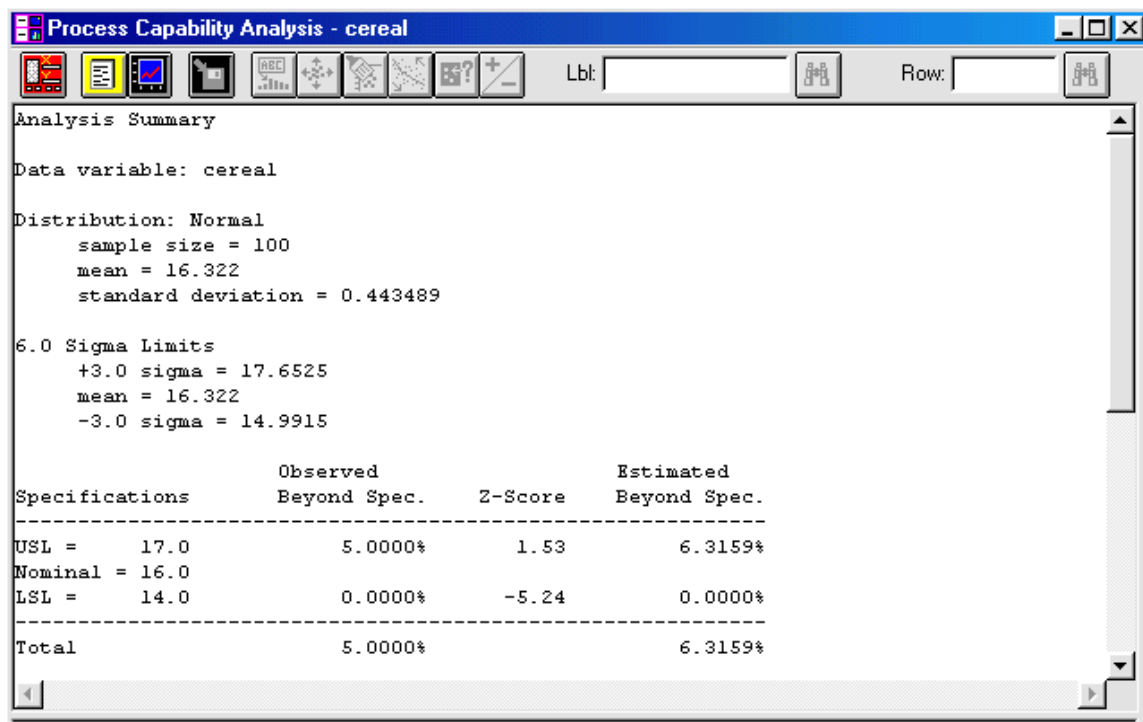 Process Capability Analysis - cereal
Lbl: Row:
Analysis Summary
Data variable: cereal
Distribution: Normal
sample size = 100
mean = 16.322
standard deviation = 0.443489
6.0 Sigma Limits
+3.0 sigma = 17.6525
mean = 16.322
-3.0 sigma = 14.9915
Observed Estimated
Specifications Beyond Spec. Z-Score Beyond Spec.
USL = 17.0 5.0000% 1.53 6.3159%
Nominal = 16.0
LSL = 14.0 0.0000% -5.24 0.0000%
Total 5.0000% 6.3159%